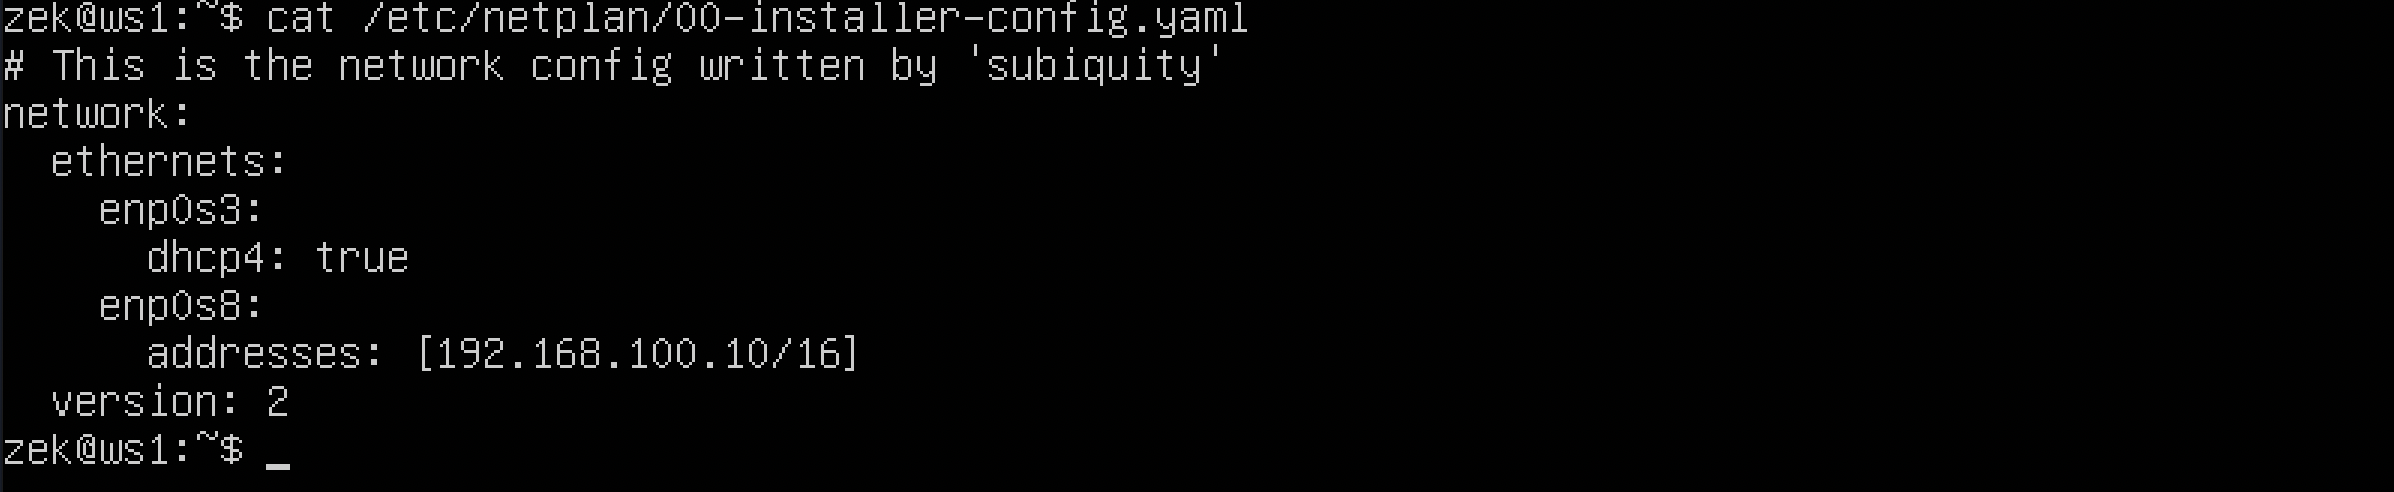 zek@ws1:~$ cat /etc/netplan/00-installer-config.yaml
# This is the network config written by 'subiquity'
network:
  ethernets:
    enp0s3:
      dhcp4: true
    enp0s8:
      addresses: [192.168.100.10/16]
  version: 2
zek@ws1:~$ _